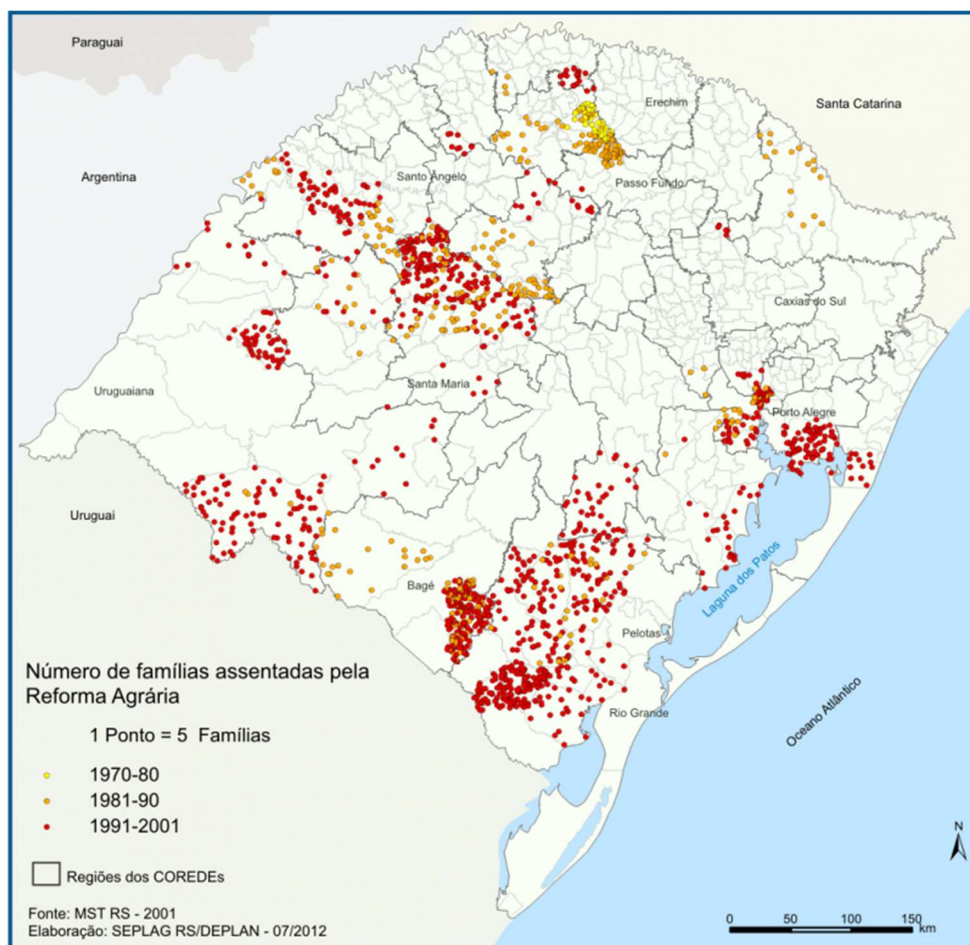 Paraguai
Erechim
Santa Catarina
Argentina
Santo Ângelo
Passo Fundo
Caxias do Sul
Uruguaiana
Santa Maria
Porto Alegre
Uruguai
Laguna dos Patos
Bagé
Pelotas
Rio Grande
Oceano Atlântico
Número de famílias assentadas pela
Reforma Agrária
1 Ponto = 5 Famílias
1970-80
1981-90
1991-2001
Regiões dos COREDEs
Fonte: MST RS - 2001
Elaboração: SEPLAG RS/DEPLAN - 07/2012
N
0 50 100 150
km